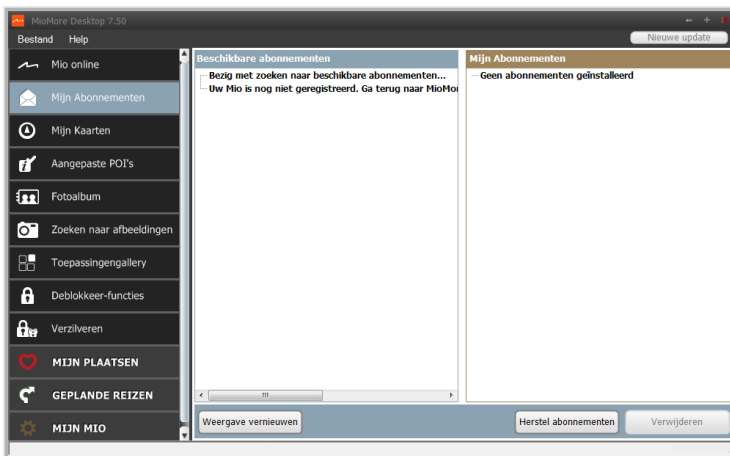 MioMore Desktop 7.50
Bestand Help
Nieuwe update
Mio online
Mijn Abonnementen
Mijn Kaarten
Aangepaste POI's
Fotoalbum
Zoeken naar afbeeldingen
Toepassingengallery
Deblokkeer-functies
Verzilveren
MIJN PLAATSEN
GEPLANDE REIZEN
MIJN MIO
Beschikbare abonnementen
Bezig met zoeken naar beschikbare abonnementen...
Uw Mio is nog niet geregistreerd. Ga terug naar MioMo
Mijn Abonnementen
Geen abonnementen geïnstalleerd
Weergave vernieuwen
Herstel abonnementen
Verwijderen